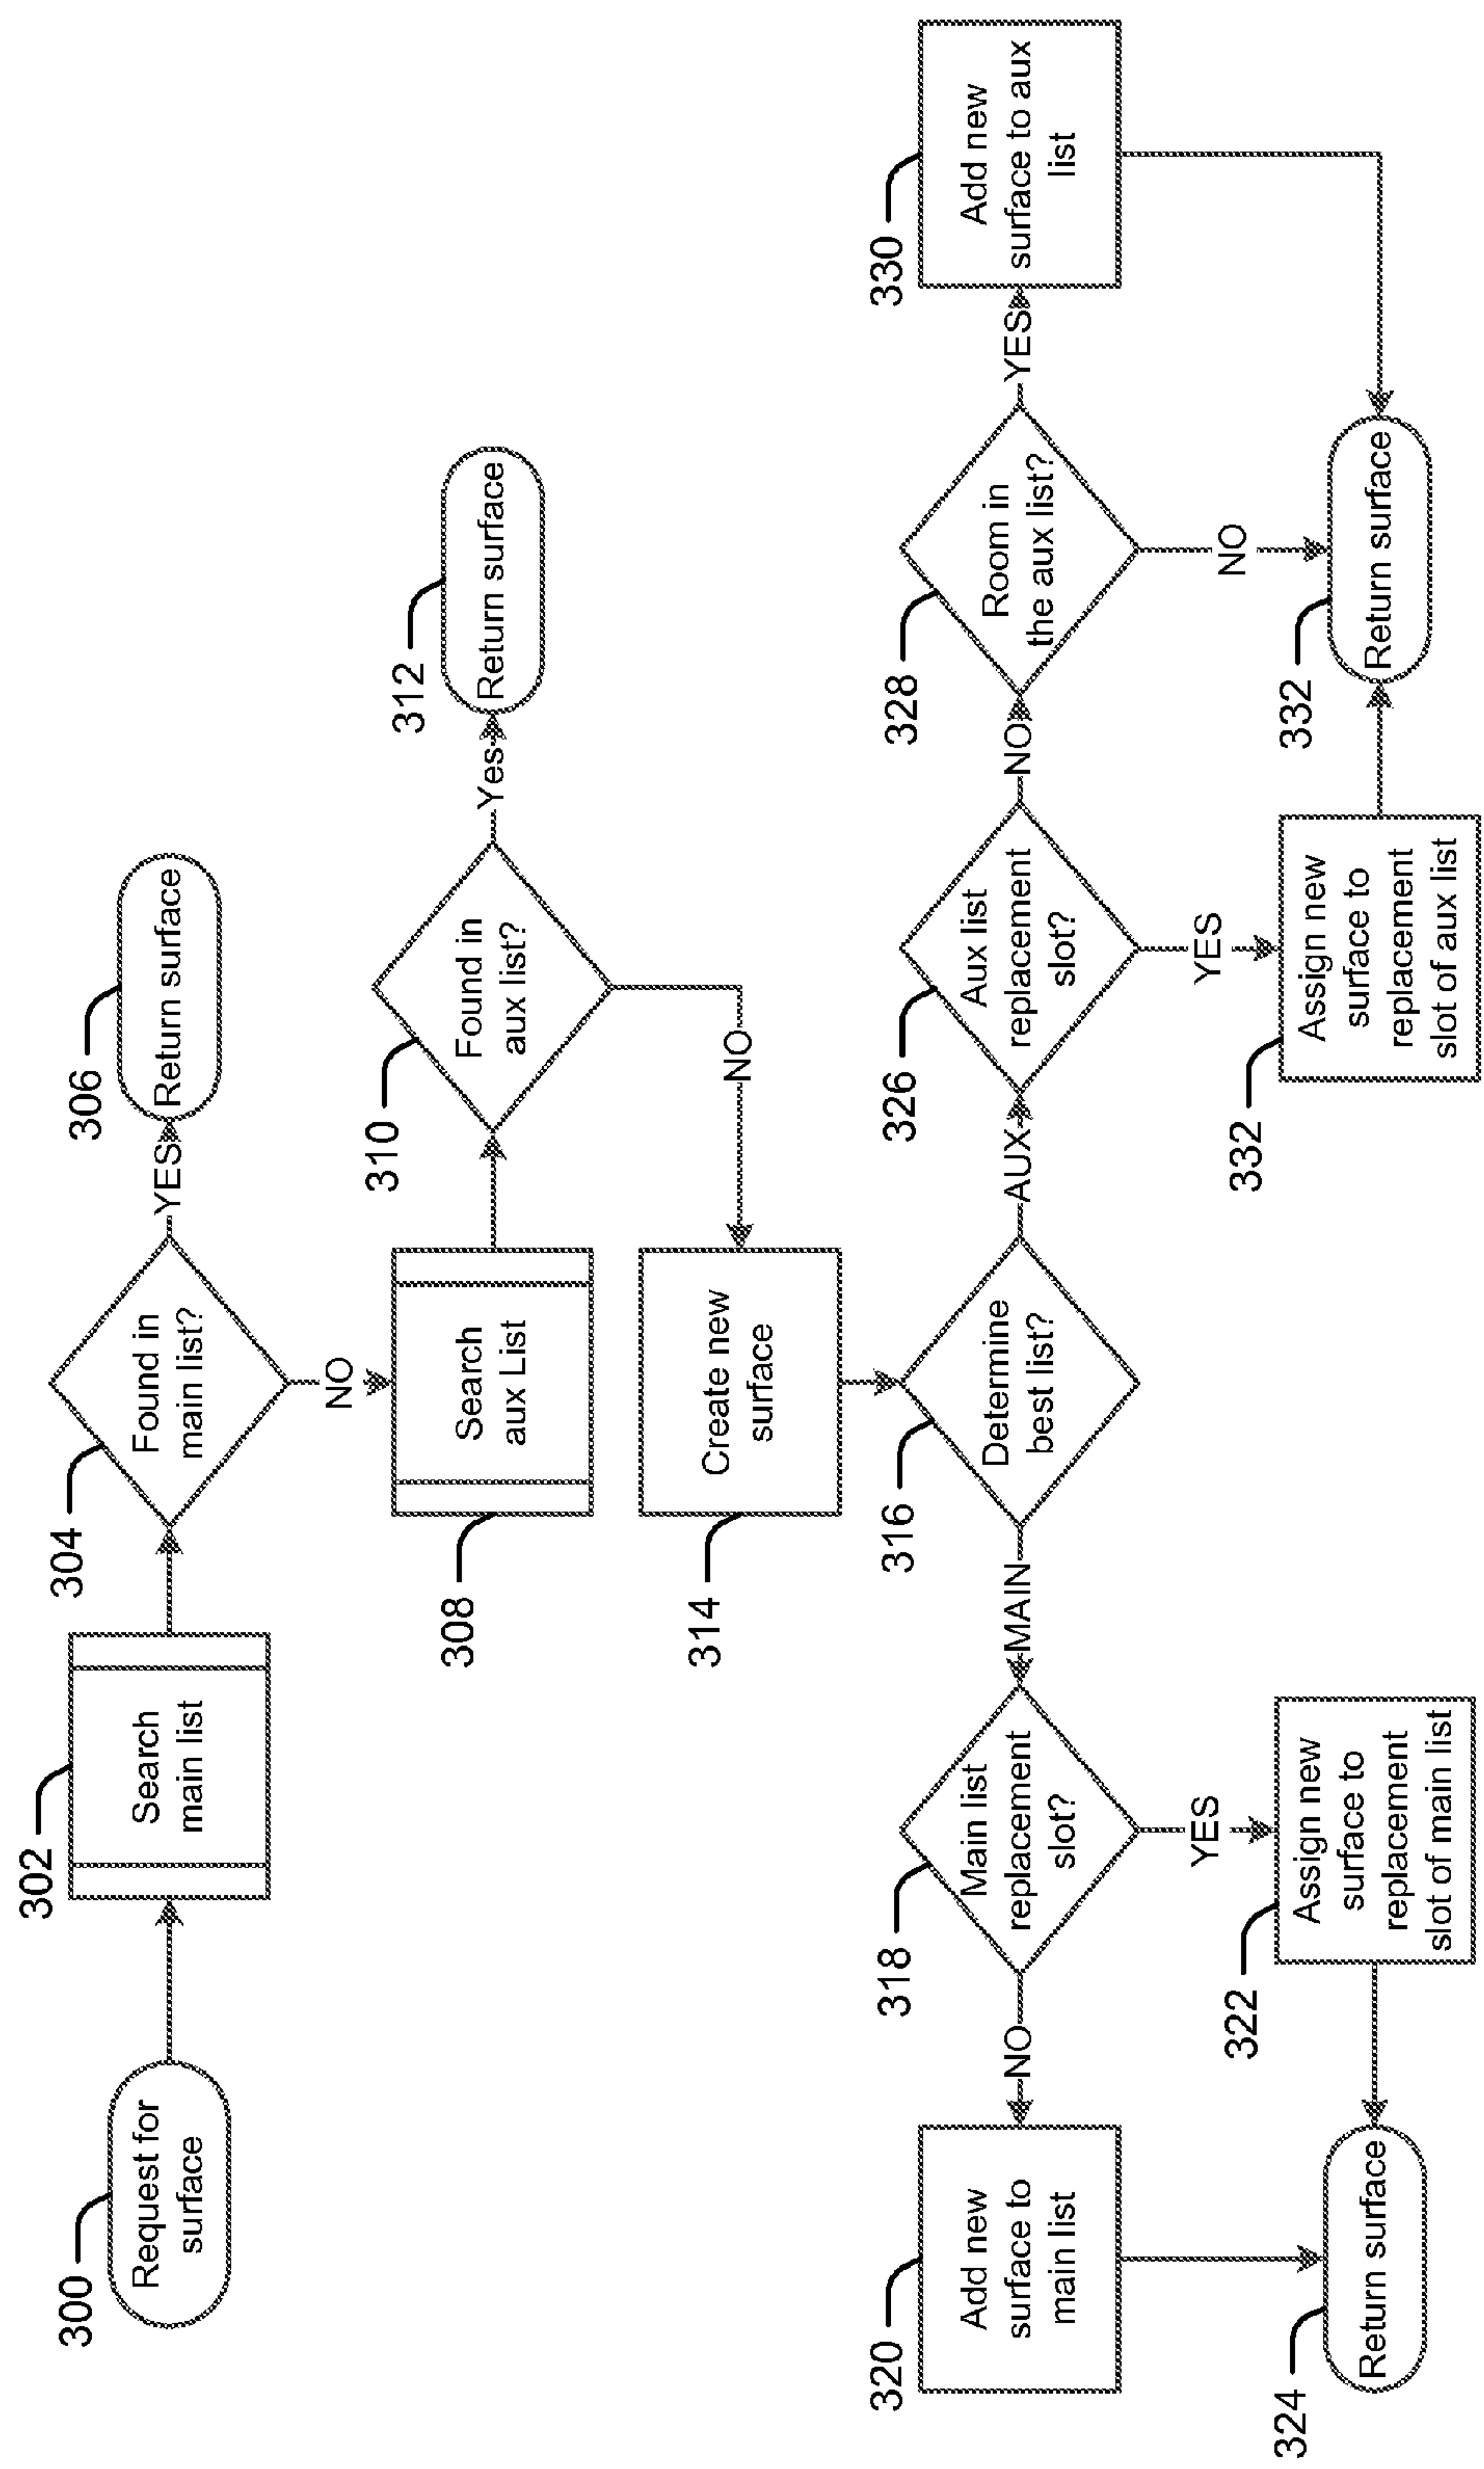 300
Request for
surface
302
Search
main list
304
Found in
main list?
YES
306
Return surface
NO
308
Search
aux List
310
Found in
aux list?
Yes
312
Return surface
NO
314
Create new
surface
316
Determine
best list?
MAIN
318
Main list
replacement
slot?
NO
320
Add new
surface to
main list
YES
322
Assign new
surface to
replacement
slot of main list
324
Return surface
AUX
326
Aux list
replacement
slot?
YES
332
Assign new
surface to
replacement
slot of aux list
NO
328
Room in
the aux list?
YES
330
Add new
surface to aux
list
NO
332
Return surface